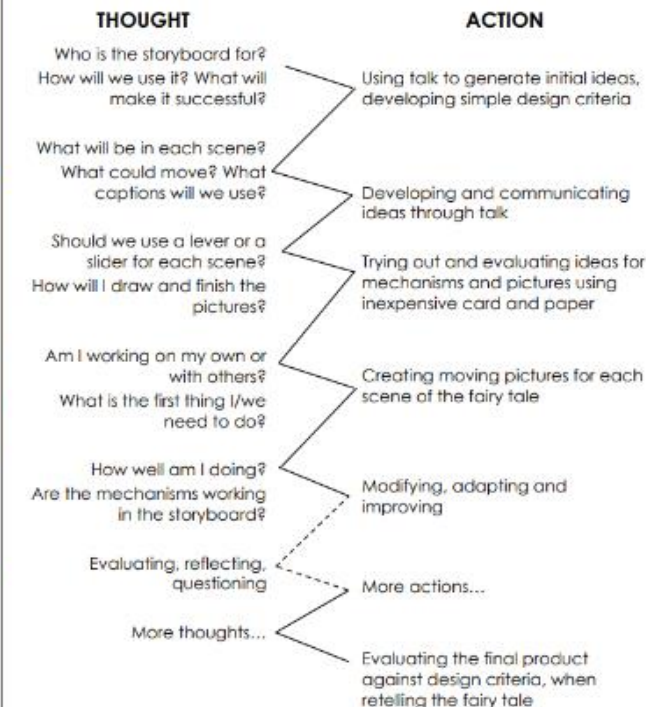 THOUGHT
ACTION
Who is the storyboard for?
How will we use it? What will
make it successful?
Using talk to generate initial ideas,
developing simple design criteria
What will be in each scene?
What could move? What
captions will we use?
Developing and communicating
ideas through talk
Should we use a lever or a
slider for each scene?
How will I draw and finish the
pictures?
Trying out and evaluating ideas for
mechanisms and pictures using
inexpensive card and paper
Am I working on my own or
with others?
What is the first thing I/we
need to do?
Creating moving pictures for each
scene of the fairy tale
How well am I doing?
Are the mechanisms working
in the storyboard?
Modifying, adapting and
improving
Evaluating, reflecting,
questioning
More actions...
More thoughts...
Evaluating the final product
against design criteria, when
retelling the fairy tale